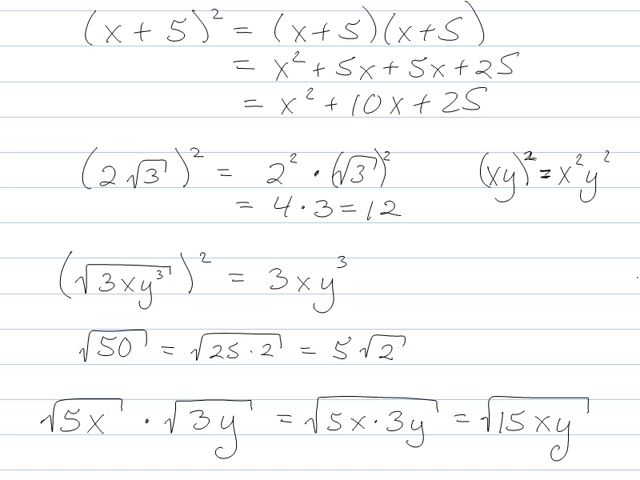 (x + 5)² = (x+5)(x+5)
= x² + 5x + 5x + 25
= x² + 10x + 25
(2√3)² = 2² · (√3)² (xy)² = x²y²
= 4 · 3 = 12
(√3xy³)² = 3xy³
√50 = √25·2 = 5√2
√5x · √3y = √5x·3y = √15xy